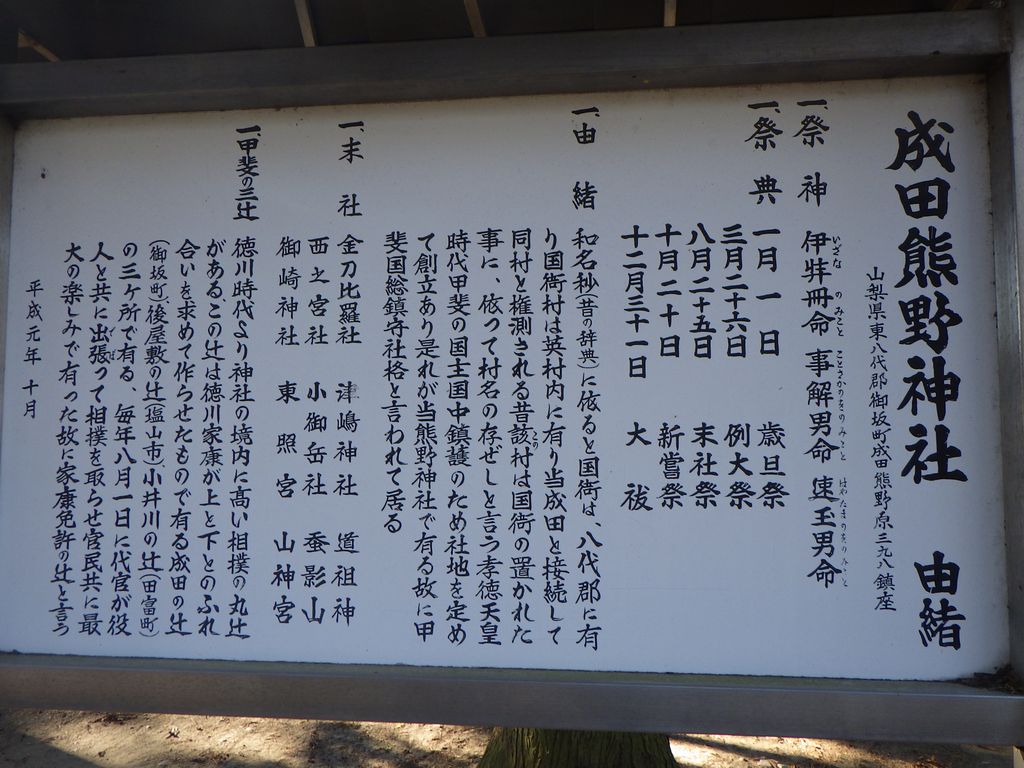 成田熊野神社　由緒
山梨県東八代郡御坂町成田熊野原三九八鎮座
一、祭神　伊弉冊命　事解男命　速玉男命
一、祭典　一月一日　歳旦祭
三月二十六日　例大祭
八月二十五日　末社祭
十月二十日　新嘗祭
十二月三十一日　大祓
一、由緒　和名秒(昔の辞典)に依ると国衙は、八代郡に有
り国衙村は英村内に有り当成田と接続して
同村と権測される昔該村は国衙の置かれた
事に、依って村名の存ぜしと言う孝徳天皇
時代甲斐の国主国中鎮護のため社地を定め
て創立あり是れが当熊野神社で有る故に甲
斐国総鎮守社格と言われて居る
一、末社　金刀比羅社　津嶋神社　道祖神
西之宮社　小御岳社　蚕影山
御崎神社　東照宮　山神宮
一、甲斐の三辻　徳川時代より神社の境内に高い相撲の丸辻
があるこの辻は徳川家康が上と下とのふれ
合いを求めて作らせたもので有る成田の辻
(御坂町)、後屋敷の辻(塩山市)、小井川の辻(田富町)
の三ヶ所で有る、毎年八月一日に代官が役
人と共に出張って相撲を取らせ官民共に最
大の楽しみで有った故に家康免許の辻と言う
平成元年十月